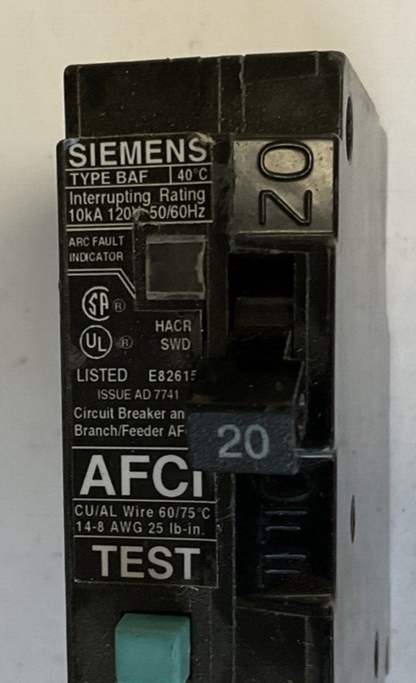 SIEMENS
TYPE BAF 40°C
Interrupting Rating
10kA 120V 50/60Hz
ARC FAULT
INDICATOR
SA ®
UL ®
HACR
SWD
LISTED E82615
ISSUE AD 7741
Circuit Breaker
Branch/Feeder
AFCI
CU/AL Wire 60/75°C
14-8 AWG 25 lb-in.
TEST
ON
20
OFF